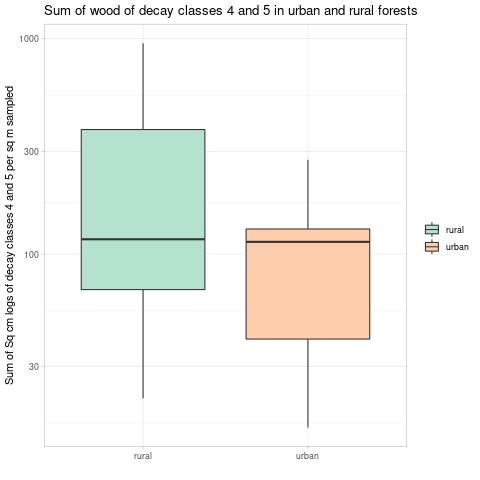 Sum of wood of decay classes 4 and 5 in urban and rural forests
Sum of Sq cm logs of decay classes 4 and 5 per sq m sampled
1000
300
100
30
rural
urban
rural
urban